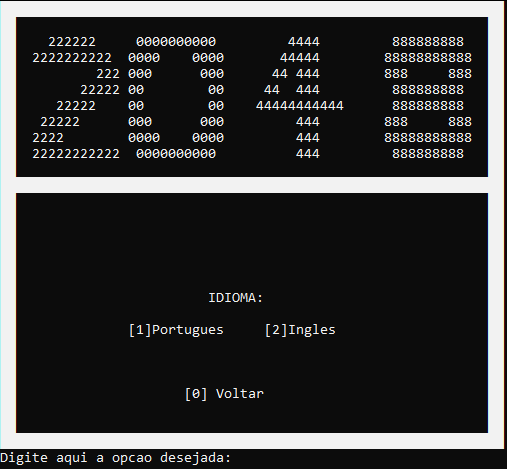 222222 0000000000 4444 888888888
2222222222 0000 0000 44444 88888888888
222 000 000 44 444 888 888
22222 00 00 44 444 888888888
22222 00 00 44444444444 888888888
22222 000 000 444 888 888
2222 0000 0000 444 88888888888
22222222222 0000000000 444 888888888
IDIOMA:
[1]Portugues [2]Ingles
[0] Voltar
Digite aqui a opcao desejada: